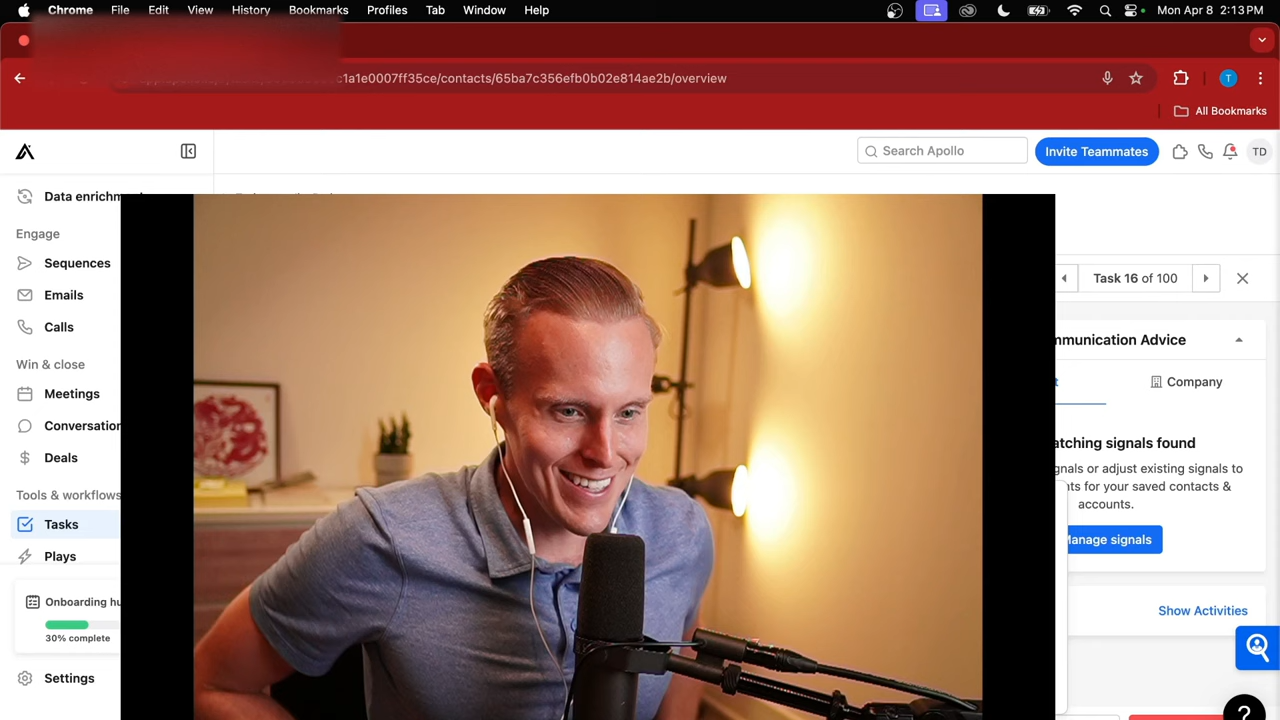 Chrome File Edit View History Bookmarks Profiles Tab Window Help Mon Apr 8 2:13 PM
c1a1e0007ff35ce/contacts/65ba7c356efb0b02e814ae2b/overview T
All Bookmarks
Search Apollo Invite Teammates TD
Data enrichm
Engage
Sequences
Task 16 of 100
Emails
Calls
mmunication Advice
Win & close
Company
Meetings
Conversation
atching signals found
Deals
gnals or adjust existing signals to
nts for your saved contacts &
accounts.
Tools & workflows
Tasks
Manage signals
Plays
Onboarding hu
Show Activities
30% complete
Settings
?